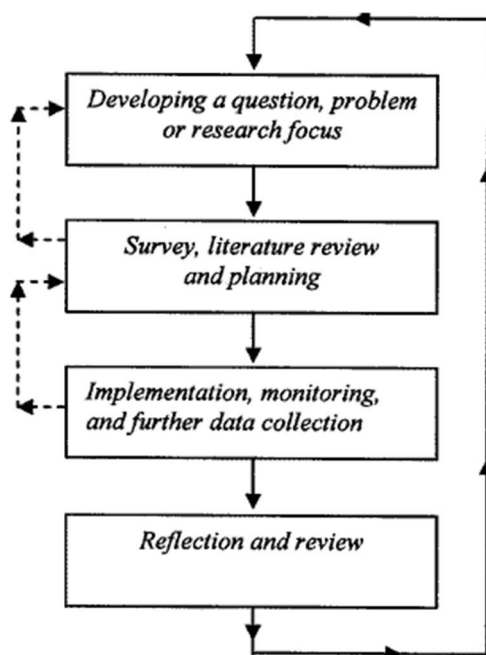 Developing a question, problem
or research focus
Survey, literature review
and planning
Implementation, monitoring,
and further data collection
Reflection and review